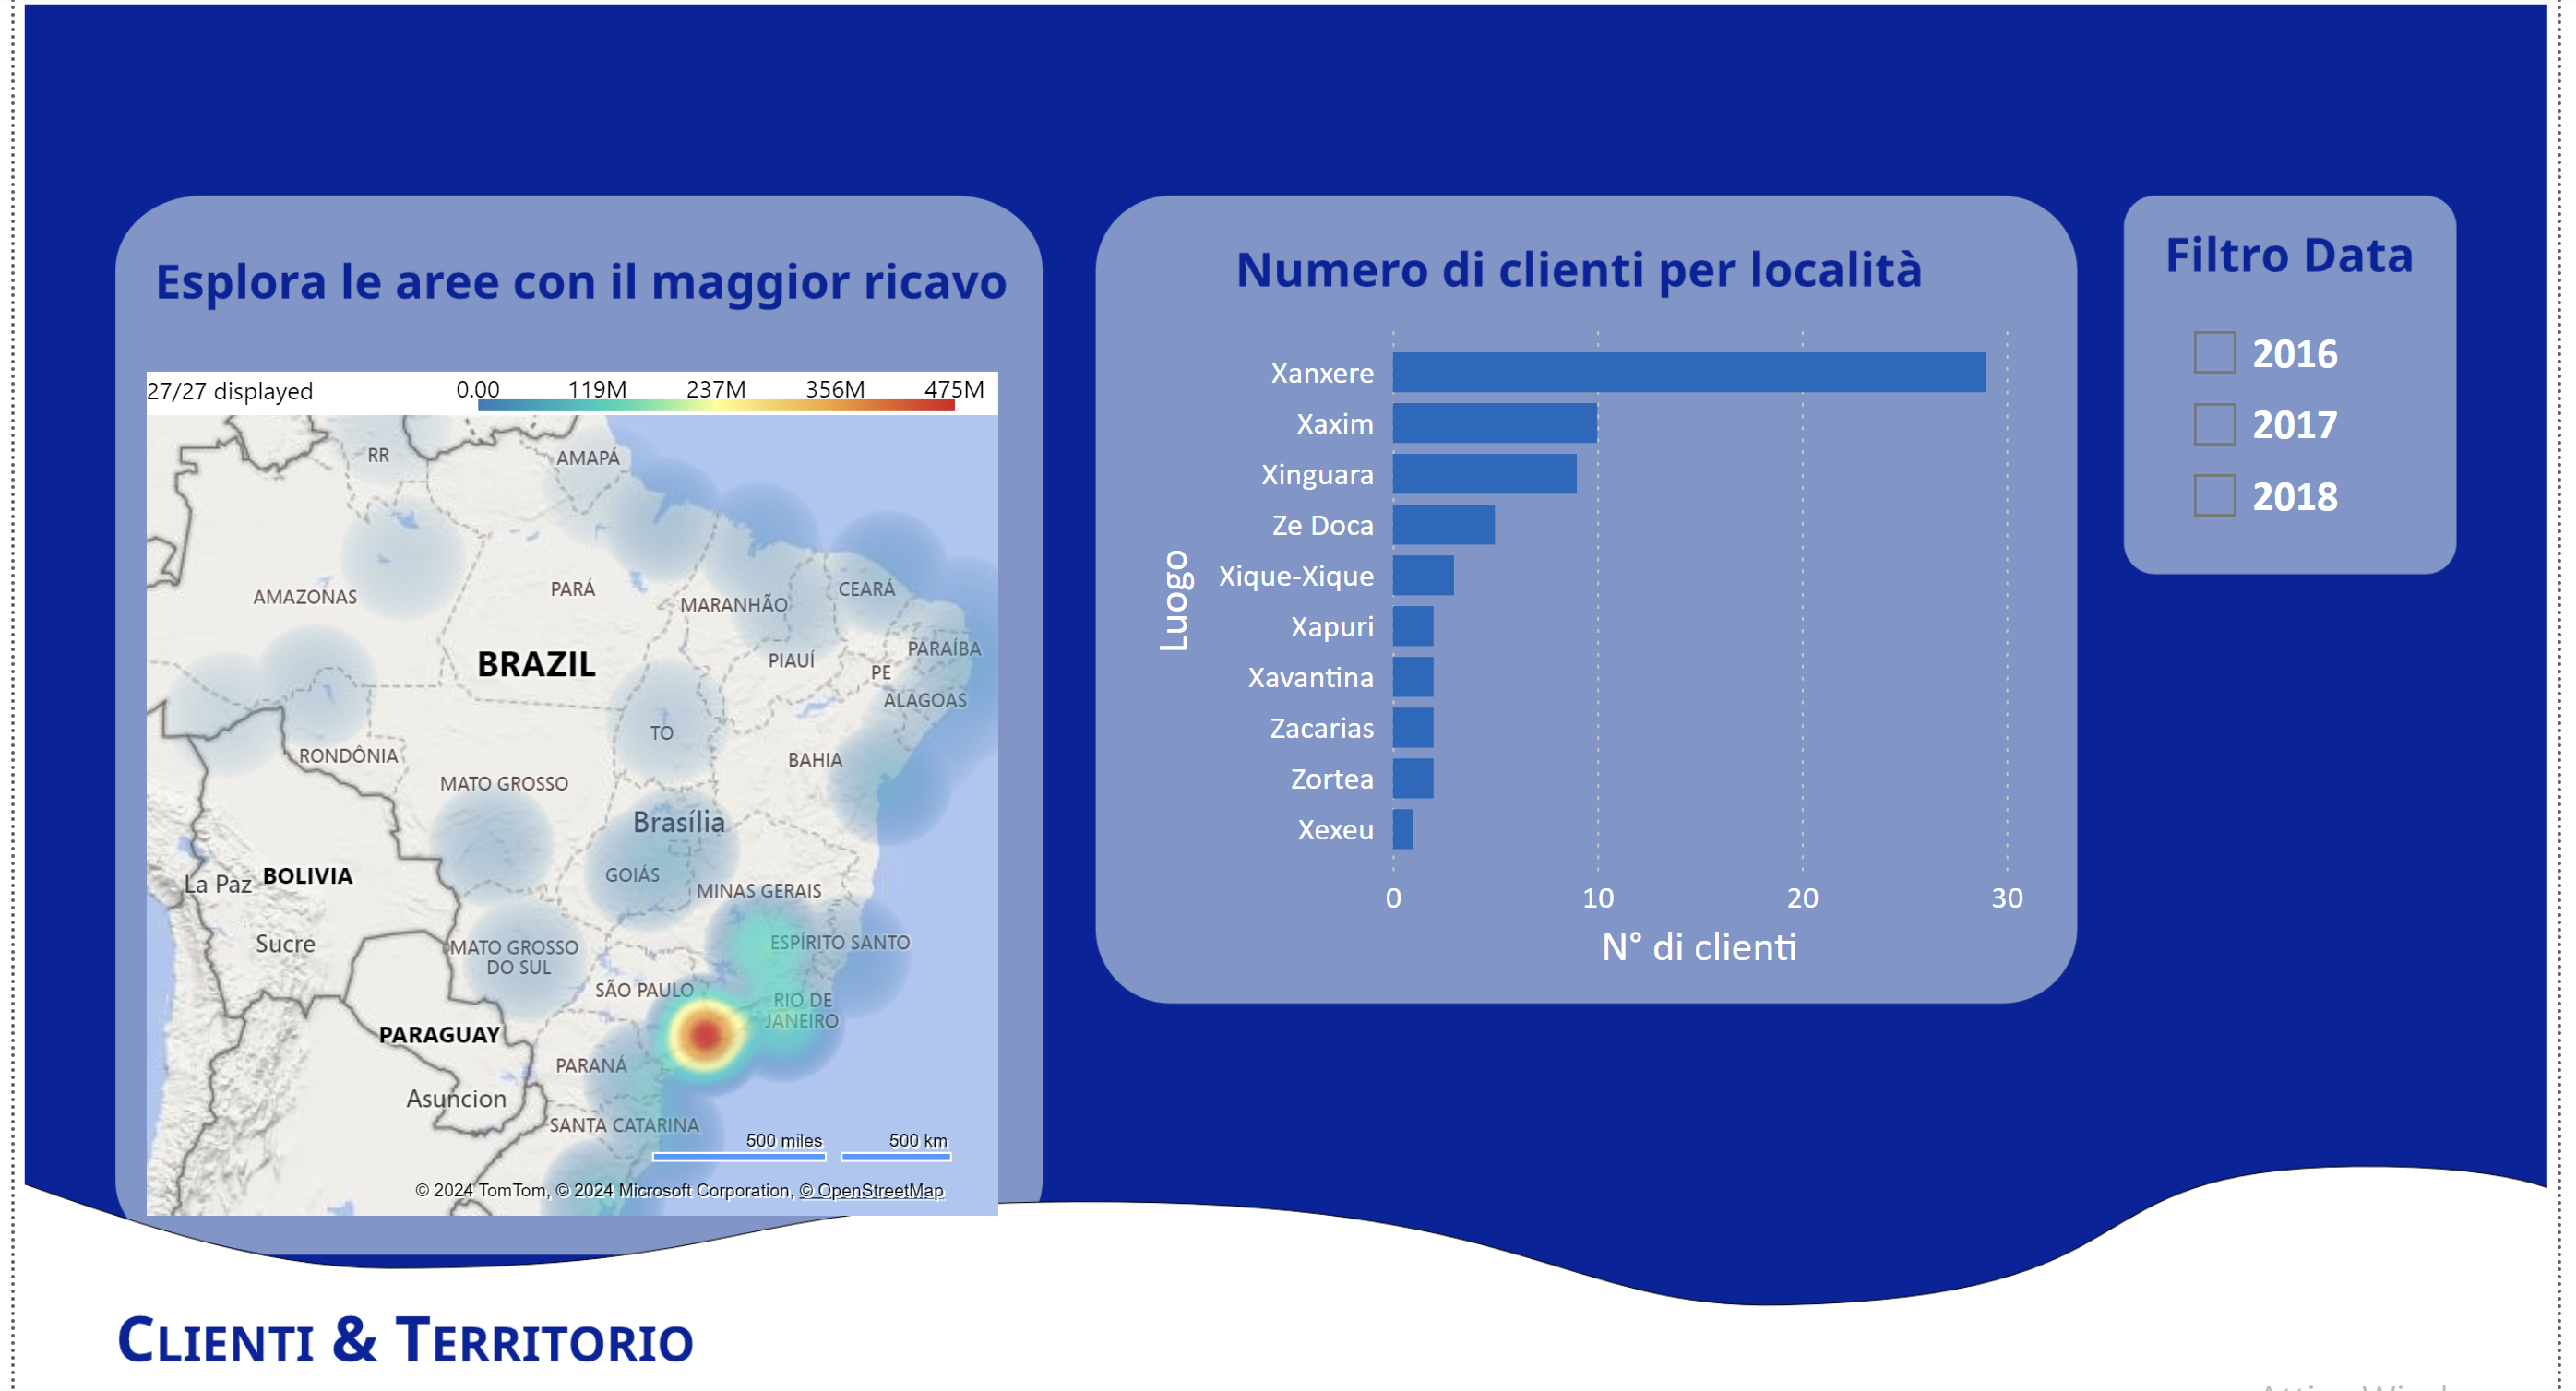 Esplora le aree con il maggior ricavo
27/27 displayed
0.00 119M 237M 356M 475M
RR
AMAPÁ
AMAZONAS
PARÁ
MARANHÃO
CEARÁ
BRAZIL
PIAUÍ
PARAÍBA
PE
ALAGOAS
TO
RONDÔNIA
BAHIA
MATO GROSSO
Brasília
La Paz
BOLIVIA
GOIÁS
MINAS GERAIS
Sucre
MATO GROSSO
DO SUL
ESPÍRITO SANTO
SÃO PAULO
RIO DE
JANEIRO
PARAGUAY
PARANÁ
Asuncion
SANTA CATARINA
500 miles 500 km
© 2024 TomTom, © 2024 Microsoft Corporation, © OpenStreetMap
Numero di clienti per località
Luogo
Xanxere
Xaxim
Xinguara
Ze Doca
Xique-Xique
Xapuri
Xavantina
Zacarias
Zortea
Xexeu
0 10 20 30
N° di clienti
Filtro Data
2016
2017
2018
Clienti & Territorio